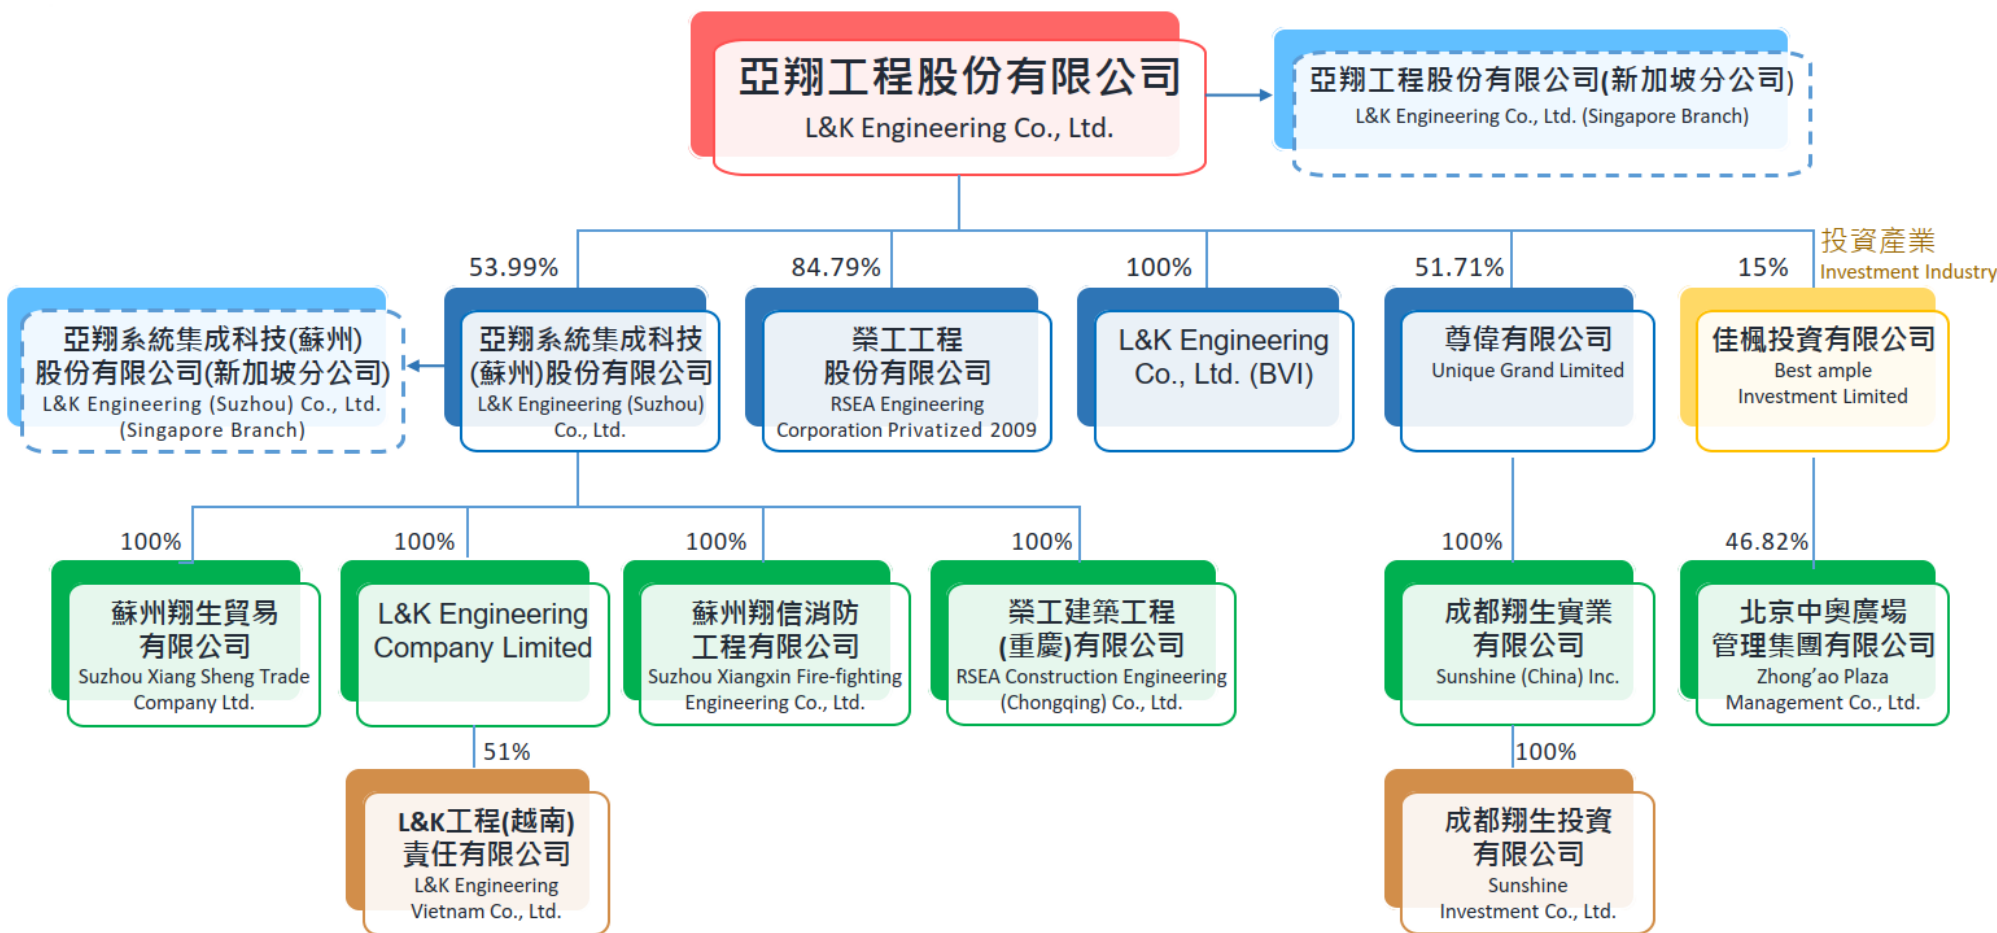 亞翔工程股份有限公司
L&K Engineering Co., Ltd.
亞翔工程股份有限公司(新加坡分公司)
L&K Engineering Co., Ltd. (Singapore Branch)
投資產業
Investment Industry
53.99%
84.79%
100%
51.71%
15%
亞翔系統集成科技(蘇州)
股份有限公司(新加坡分公司)
L&K Engineering (Suzhou) Co., Ltd.
(Singapore Branch)
亞翔系統集成科技
(蘇州)股份有限公司
L&K Engineering (Suzhou)
Co., Ltd.
榮工工程
股份有限公司
RSEA Engineering
Corporation Privatized 2009
L&K Engineering
Co., Ltd. (BVI)
尊偉有限公司
Unique Grand Limited
佳楓投資有限公司
Best ample
Investment Limited
100%
100%
100%
100%
100%
46.82%
蘇州翔生貿易
有限公司
Suzhou Xiang Sheng Trade
Company Ltd.
L&K Engineering
Company Limited
蘇州翔信消防
工程有限公司
Suzhou Xiangxin Fire-fighting
Engineering Co., Ltd.
榮工建築工程
(重慶)有限公司
RSEA Construction Engineering
(Chongqing) Co., Ltd.
成都翔生實業
有限公司
Sunshine (China) Inc.
北京中奧廣場
管理集團有限公司
Zhong’ao Plaza
Management Co., Ltd.
51%
100%
L&K工程(越南)
責任有限公司
L&K Engineering
Vietnam Co., Ltd.
成都翔生投資
有限公司
Sunshine
Investment Co., Ltd.